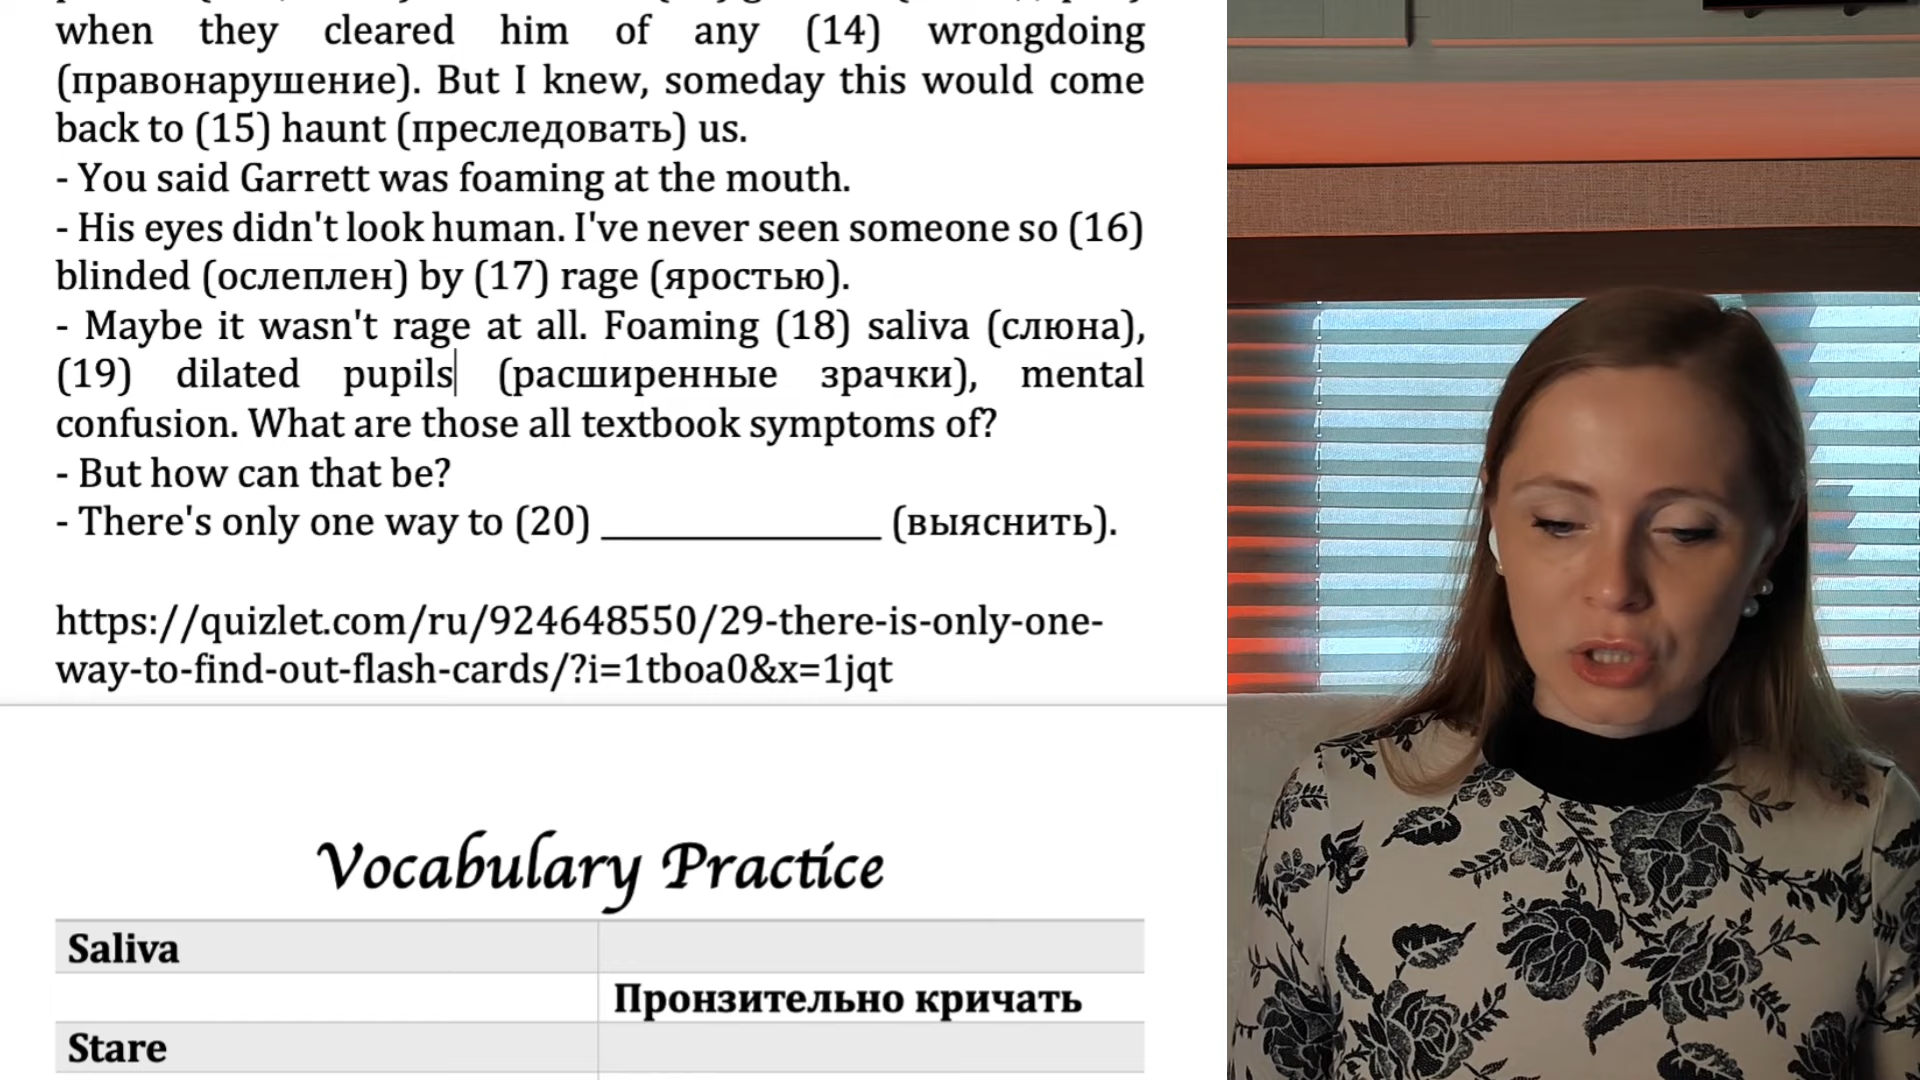 when they cleared him of any (14) wrongdoing
(правонарушение). But I knew, someday this would come
back to (15) haunt (преследовать) us.
- You said Garrett was foaming at the mouth.
- His eyes didn't look human. I've never seen someone so (16)
blinded (ослеплен) by (17) rage (яростью).
- Maybe it wasn't rage at all. Foaming (18) saliva (слюна),
(19) dilated pupils (расширенные зрачки), mental
confusion. What are those all textbook symptoms of?
- But how can that be?
- There's only one way to (20) ______________ (выяснить).
https://quizlet.com/ru/924648550/29-there-is-only-one-
way-to-find-out-flash-cards/?i=1tboa0&x=1jqt
Vocabulary Practice
Saliva
Пронзительно кричать
Stare